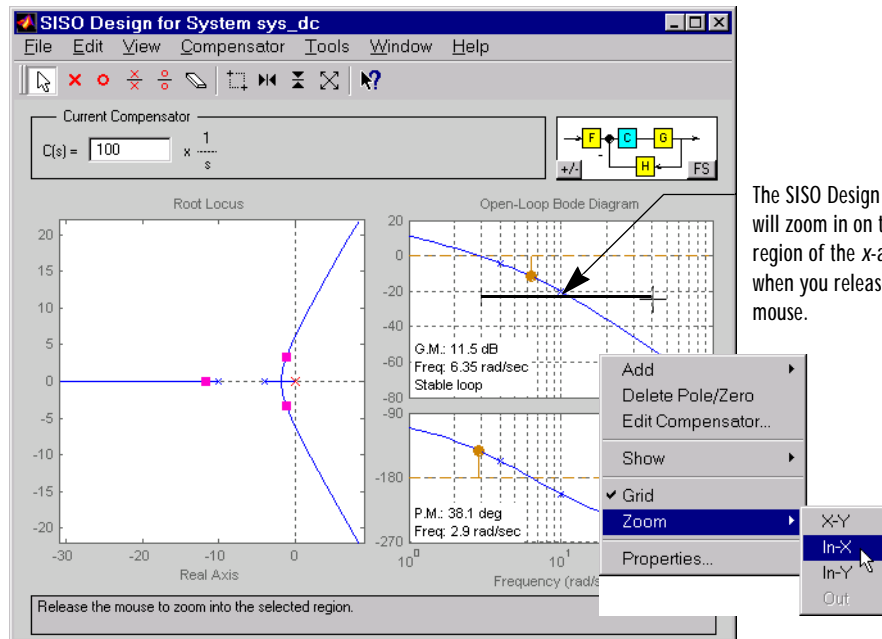 SISO Design for System sys_dc
File Edit View Compensator Tools Window Help
Current Compensator
C(s) = 100 x 1
s
F C G
-
+/- H FS
Root Locus
20
15
10
5
0
-5
-10
-15
-20
-30 -20 -10 0
Real Axis
Open-Loop Bode Diagram
20
0
-20
-40
-60
-80
G.M.: 11.5 dB
Freq: 6.35 rad/sec
Stable loop
-90
-180
-270
P.M.: 38.1 deg
Freq: 2.9 rad/sec
10^0 10^1
Frequency (rad/s
The SISO Design
will zoom in on t
region of the x-a
when you releas
mouse.
Add
Delete Pole/Zero
Edit Compensator...
Show
Grid
Zoom
Properties...
X-Y
In-X
In-Y
Out
Release the mouse to zoom into the selected region.